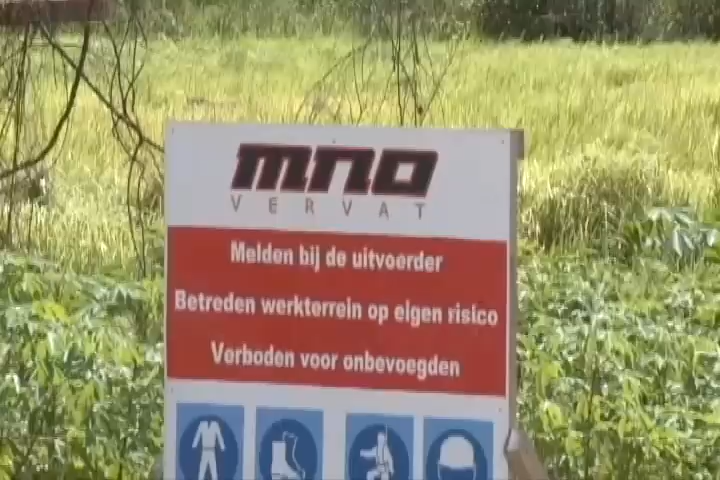 mno
VERVAT
Melden bij de uitvoerder
Betreden werkterrein op eigen risico
Verboden voor onbevoegden